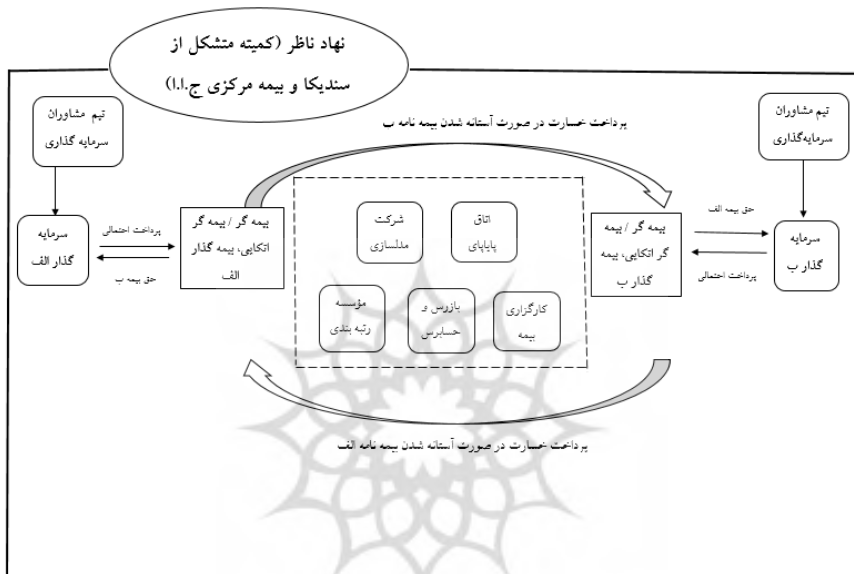 نهاد ناظر (کمیته متشکل از
سندیکا و بیمه مرکزی ج.ا.ا)
تیم مشاوران
سرمایه‌گذاری
تیم مشاوران
سرمایه گذاری
پرداخت خسارت در صورت آستانه شدن بیمه نامه ب
سرمایه
گذار ب
حق بیمه الف
پرداخت احتمالی
بیمه گر / بیمه
گر اتکایی، بیمه
گذار ب
اتاق
پایاپای
شرکت
مدلسازی
کارگزاری
بیمه
بازرس و
حسابرس
مؤسسه
رتبه بندی
بیمه گر / بیمه گر
اتکایی، بیمه گذار
الف
پرداخت احتمالی
حق بیمه ب
سرمایه
گذار الف
پرداخت خسارت در صورت آستانه شدن بیمه نامه الف